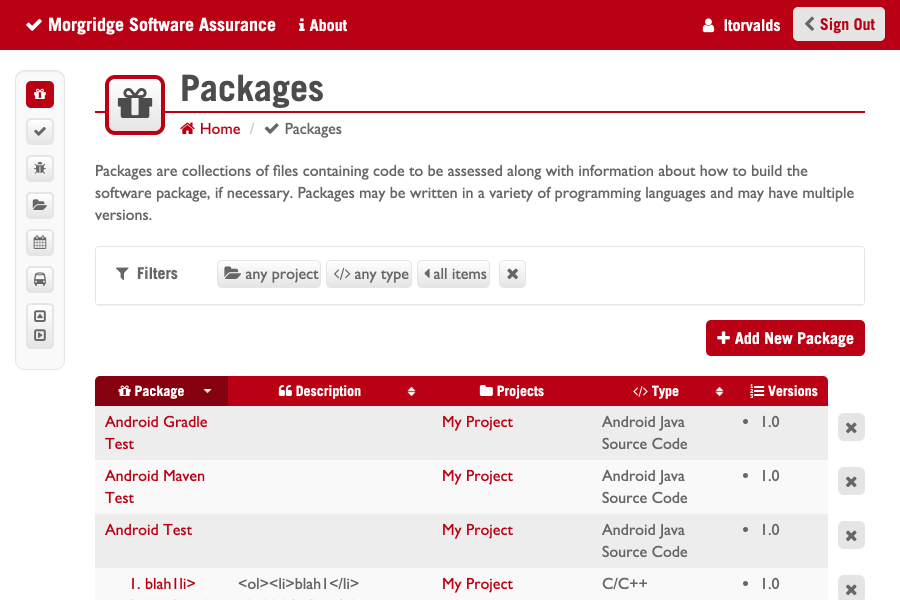 Morgridge Software Assurance
About
ltorvalds
Sign Out
Packages
Home / Packages
Packages are collections of files containing code to be assessed along with information about how to build the
software package, if necessary. Packages may be written in a variety of programming languages and may have multiple
versions.
Filters
any project
</> any type
all items
Add New Package
Package
Description
Projects
</> Type
Versions
Android Gradle
Test
My Project
Android Java
Source Code
• 1.0
Android Maven
Test
My Project
Android Java
Source Code
• 1.0
Android Test
My Project
Android Java
Source Code
• 1.0
1. blah1li>
<ol><li>blah1</li>
My Project
C/C++
• 1.0